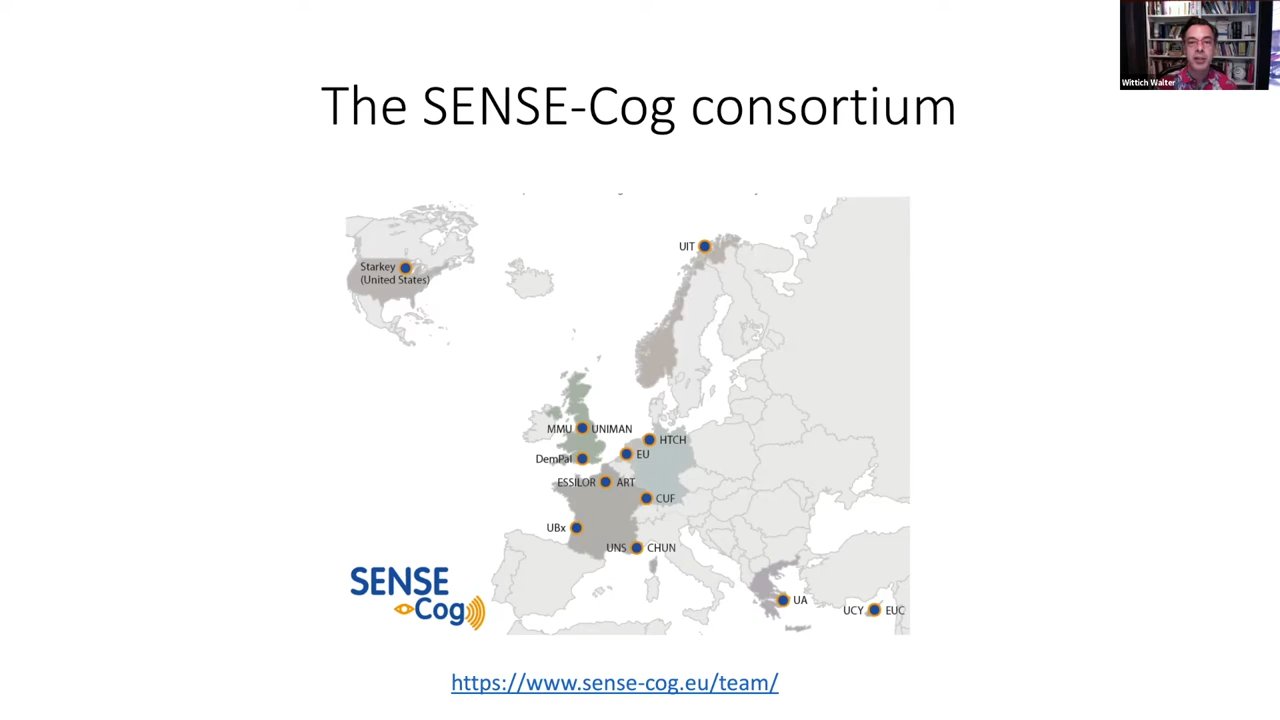 Wittich Walter
The SENSE-Cog consortium
UIT
Starkey
(United States)
MMU UNIMAN
HTCH
EU
DemPal
ESSILOR ART
CUF
UBx
UNS CHUN
SENSE
Cog
UA
UCY EUC
https://www.sense-cog.eu/team/